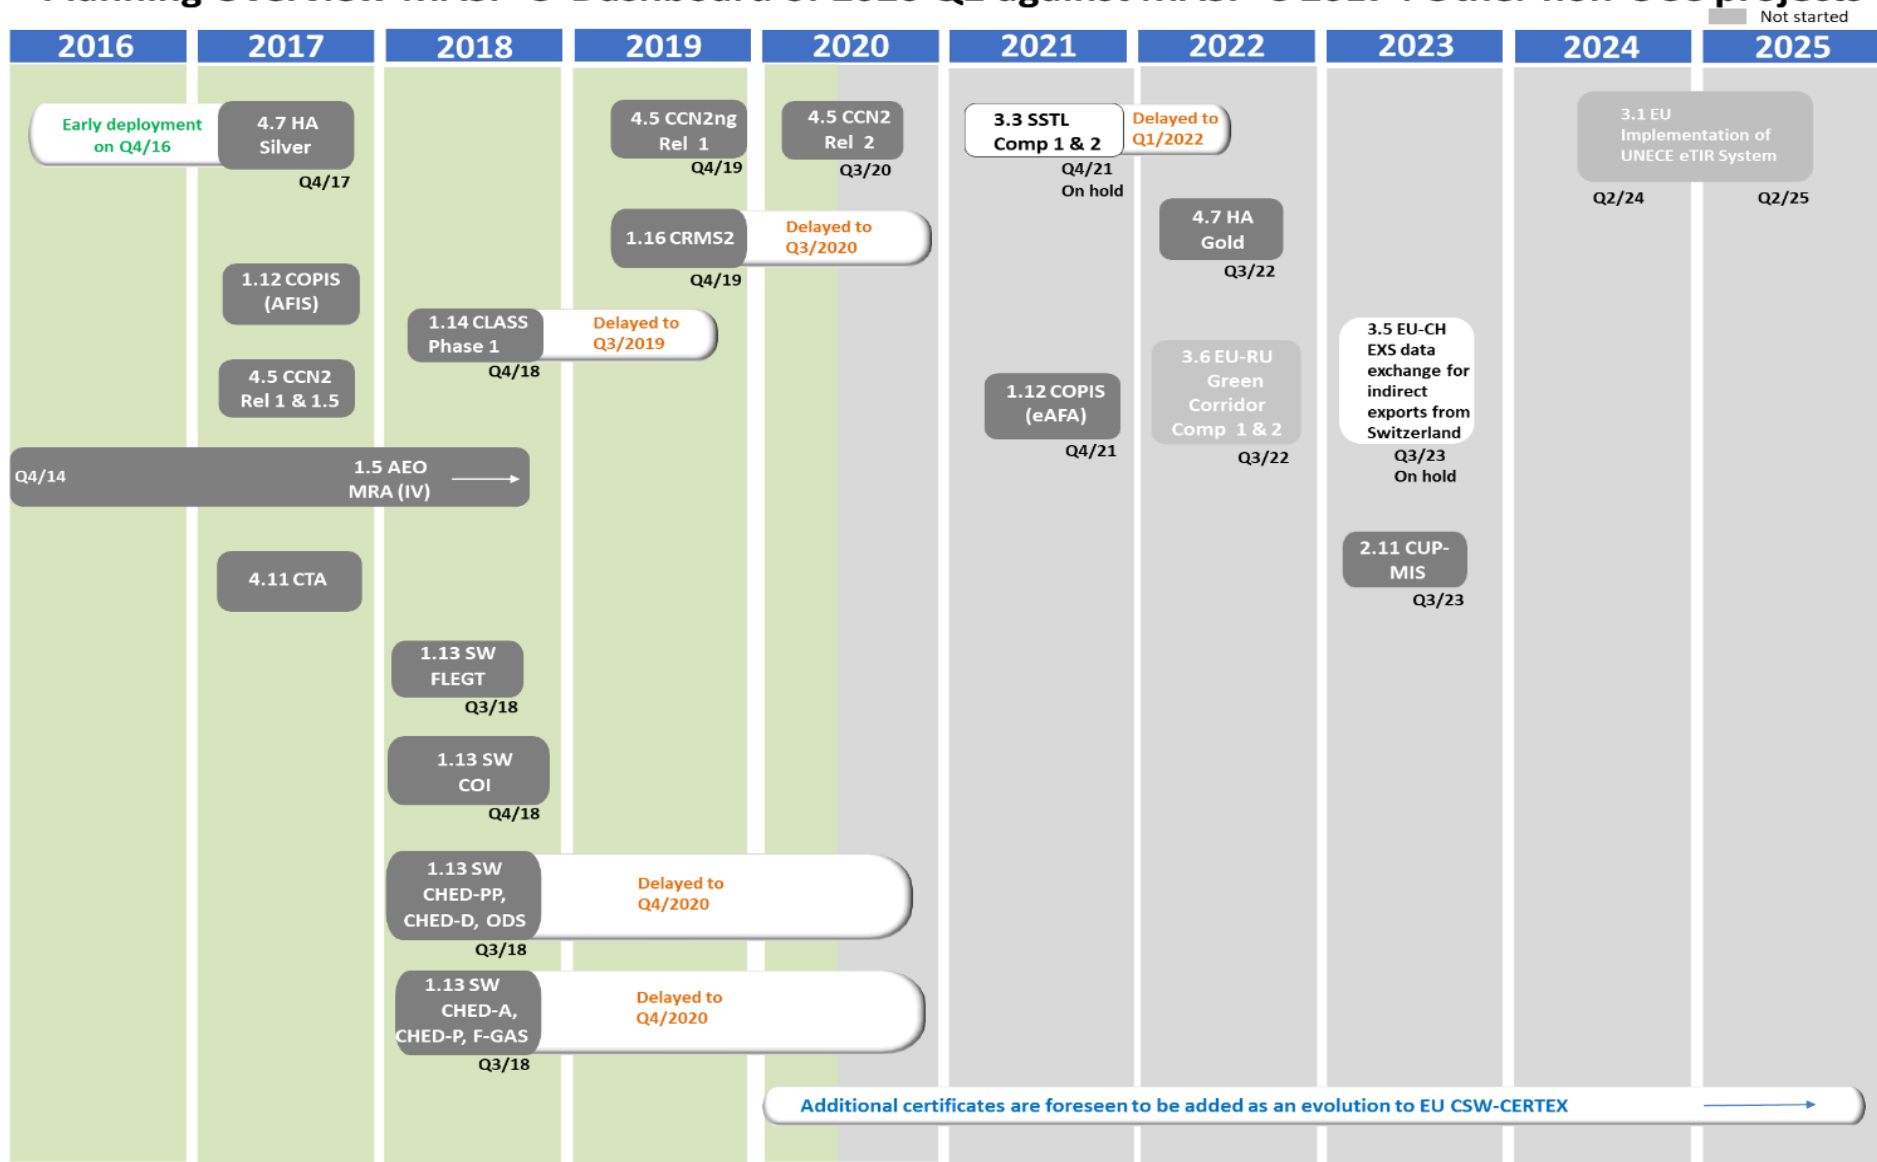 Not started
2016 2017 2018 2019 2020 2021 2022 2023 2024 2025
Early deployment
on Q4/16
4.7 HA
Silver
Q4/17
4.5 CCN2ng
Rel 1
Q4/19
4.5 CCN2
Rel 2
Q3/20
3.3 SSTL
Comp 1 & 2
Q4/21
On hold
Delayed to
Q1/2022
3.1 EU
Implementation of
UNECE eTIR System
Q2/24
Q2/25
1.16 CRMS2
Q4/19
Delayed to
Q3/2020
4.7 HA
Gold
Q3/22
1.12 COPIS
(AFIS)
1.14 CLASS
Phase 1
Q4/18
Delayed to
Q3/2019
3.6 EU-RU
Green
Corridor
Comp 1 & 2
Q3/22
3.5 EU-CH
EXS data
exchange for
indirect
exports from
Switzerland
Q3/23
On hold
4.5 CCN2
Rel 1 & 1.5
1.12 COPIS
(eAFA)
Q4/21
Q4/14
1.5 AEO
MRA (IV)
4.11 CTA
2.11 CUP-
MIS
Q3/23
1.13 SW
FLEGT
Q3/18
1.13 SW
COI
Q4/18
1.13 SW
CHED-PP,
CHED-D, ODS
Q3/18
Delayed to
Q4/2020
1.13 SW
CHED-A,
CHED-P, F-GAS
Q3/18
Delayed to
Q4/2020
Additional certificates are foreseen to be added as an evolution to EU CSW-CERTEX